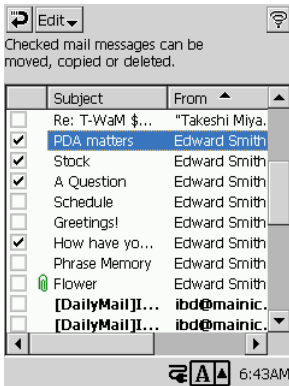 Edit
Checked mail messages can be
moved, copied or deleted.
Subject From
Re: T-WaM $... "Takeshi Miya.
PDA matters Edward Smith
Stock Edward Smith
A Question Edward Smith
Schedule Edward Smith
Greetings! Edward Smith
How have yo... Edward Smith
Phrase Memory Edward Smith
Flower Edward Smith
[DailyMail]I... ibd@mainic.
[DailyMail]I... ibd@mainic.
A 6:43AM